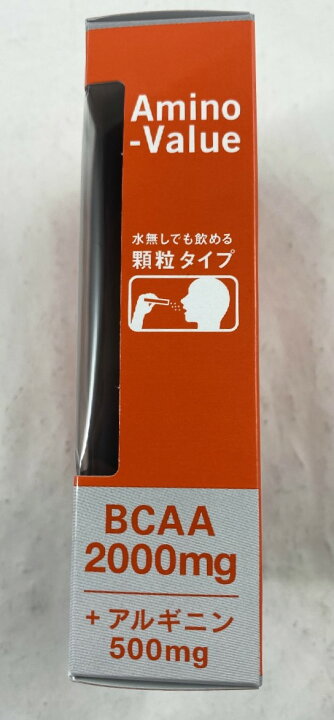 Amino
-Value
水無しでも飲める
顆粒タイプ
BCAA
2000mg
+アルギニン
500mg